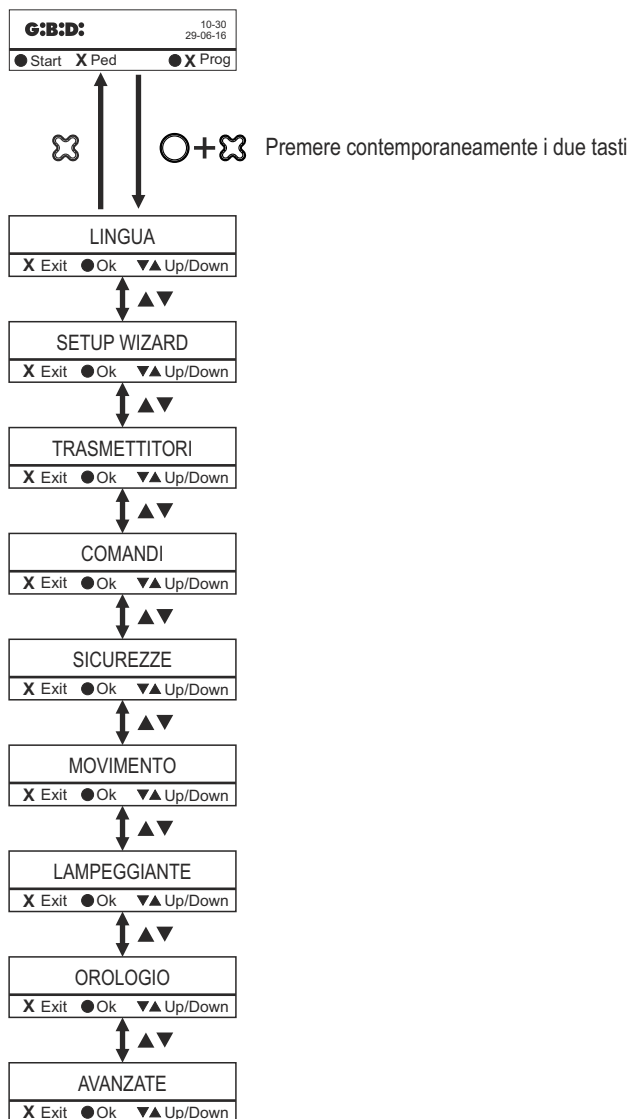 G:B:D: 10-30
29-06-16
● Start X Ped ● X Prog
Premere contemporaneamente i due tasti
LINGUA
X Exit ● Ok ▼▲ Up/Down
SETUP WIZARD
X Exit ● Ok ▼▲ Up/Down
TRASMETTITORI
X Exit ● Ok ▼▲ Up/Down
COMANDI
X Exit ● Ok ▼▲ Up/Down
SICUREZZE
X Exit ● Ok ▼▲ Up/Down
MOVIMENTO
X Exit ● Ok ▼▲ Up/Down
LAMPEGGIANTE
X Exit ● Ok ▼▲ Up/Down
OROLOGIO
X Exit ● Ok ▼▲ Up/Down
AVANZATE
X Exit ● Ok ▼▲ Up/Down